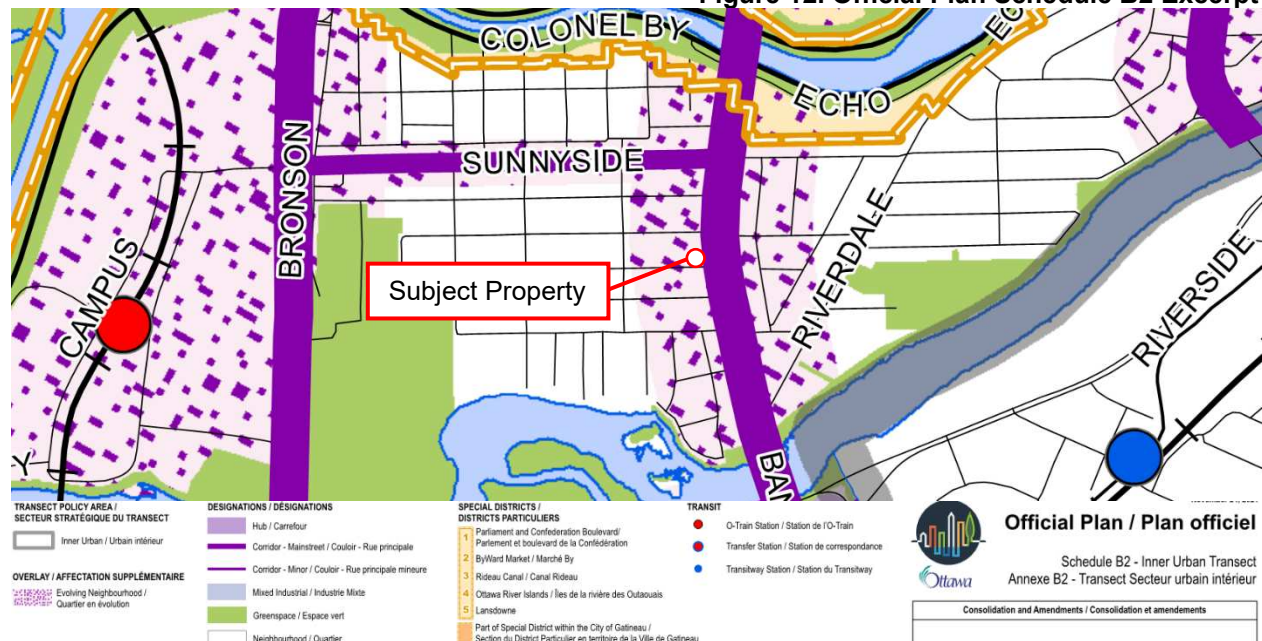 Figure 12: Official Plan Schedule B2 Excerpt
COLONEL BY
ECHO
SUNNYSIDE
BRONSON
CAMPUS
RIVERDALE
RIVERSIDE
Subject Property
TRANSECT POLICY AREA /
SECTEUR STRATÉGIQUE DU TRANSECT
Inner Urban / Urbain intérieur
OVERLAY / AFFECTATION SUPPLÉMENTAIRE
Evolving Neighbourhood /
Quartier en évolution
DESIGNATIONS / DÉSIGNATIONS
Hub / Carrefour
Corridor - Mainstreet / Couloir - Rue principale
Corridor - Minor / Couloir - Rue principale mineure
Mixed Industrial / Industrie Mixte
Greenspace / Espace vert
Neighbourhood / Quartier
SPECIAL DISTRICTS /
DISTRICTS PARTICULIERS
1 Parliament and Confederation Boulevard/
Parlement et boulevard de la Confédération
2 ByWard Market / Marché By
3 Rideau Canal / Canal Rideau
4 Ottawa River Islands / Îles de la rivière des Outaouais
5 Lansdowne
Part of Special District within the City of Gatineau /
Section du District Particulier en territoire de la Ville de Gatineau
TRANSIT
O-Train Station / Station de l'O-Train
Transfer Station / Station de correspondance
Transitway Station / Station du Transitway
Ottawa
Official Plan / Plan officiel
Schedule B2 - Inner Urban Transect
Annexe B2 - Transect Secteur urbain intérieur
Consolidation and Amendments / Consolidation et amendements